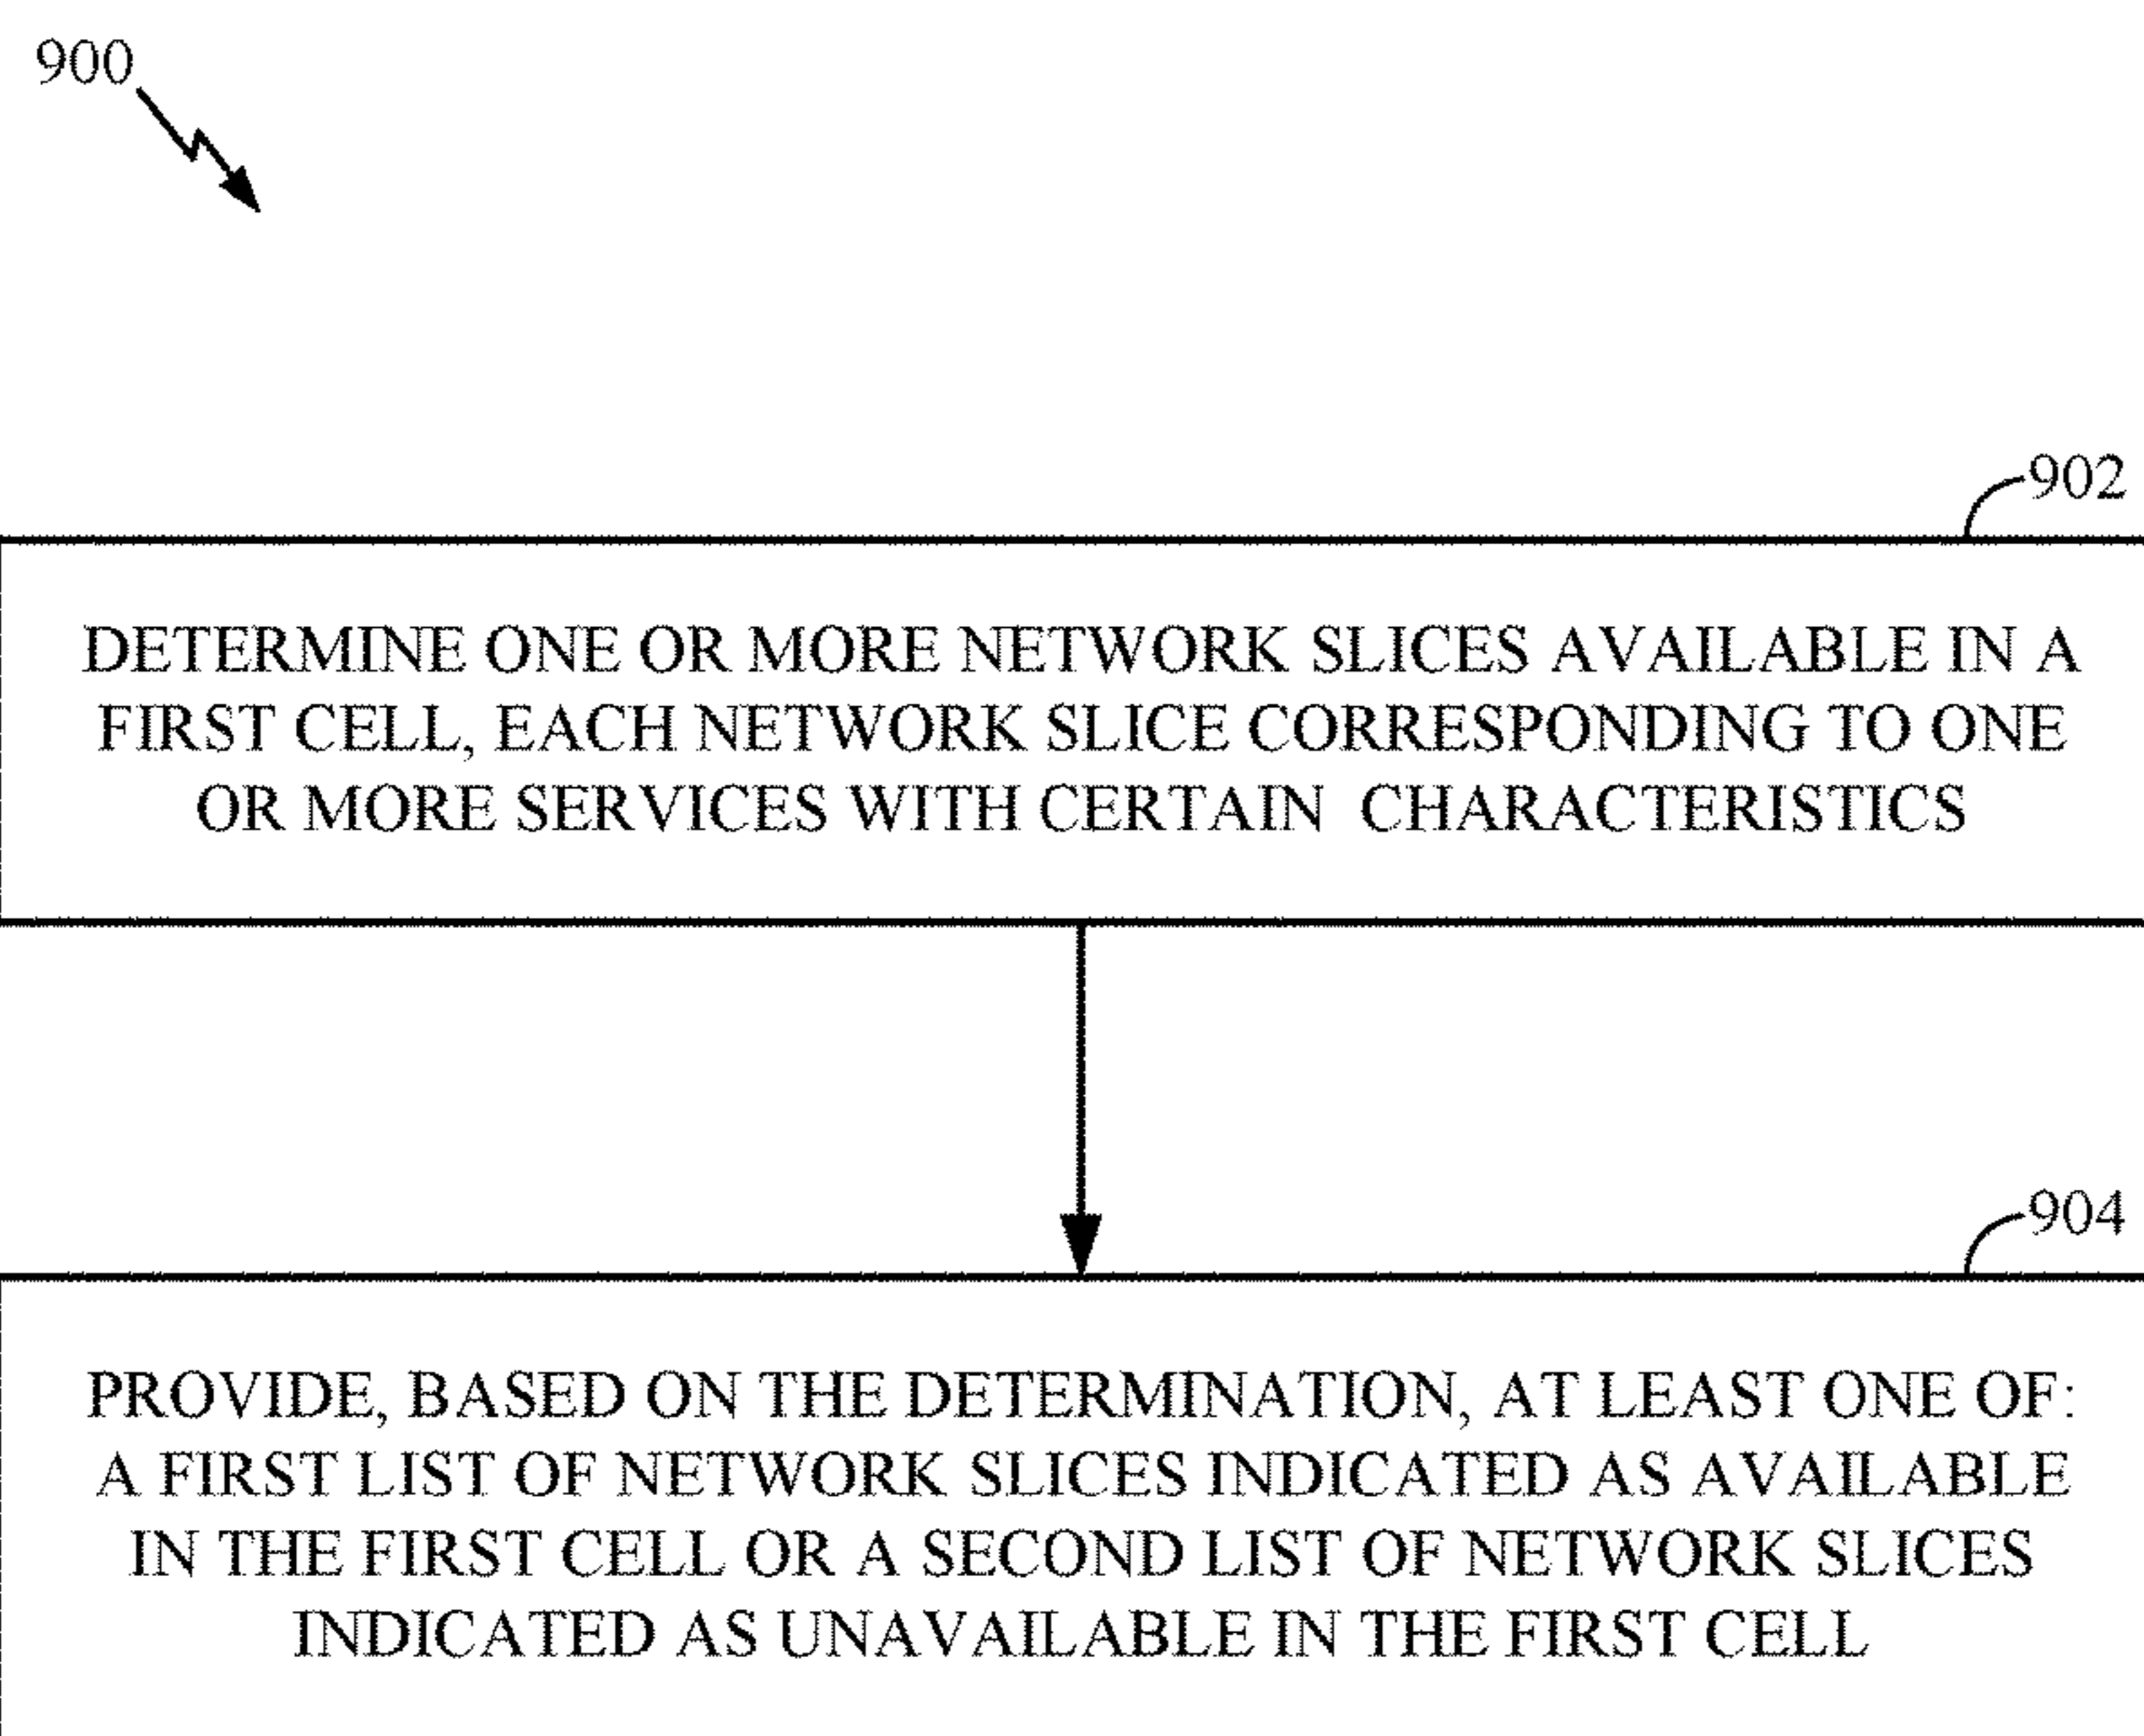 900
902
DETERMINE ONE OR MORE NETWORK SLICES AVAILABLE IN A
FIRST CELL, EACH NETWORK SLICE CORRESPONDING TO ONE
OR MORE SERVICES WITH CERTAIN CHARACTERISTICS
904
PROVIDE, BASED ON THE DETERMINATION, AT LEAST ONE OF:
A FIRST LIST OF NETWORK SLICES INDICATED AS AVAILABLE
IN THE FIRST CELL OR A SECOND LIST OF NETWORK SLICES
INDICATED AS UNAVAILABLE IN THE FIRST CELL